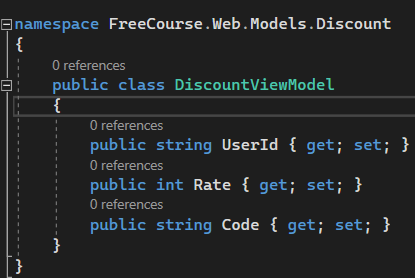 namespace FreeCourse.Web.Models.Discount
{
0 references
public class DiscountViewModel
{
0 references
public string UserId { get; set; }
0 references
public int Rate { get; set; }
0 references
public string Code { get; set; }
}
}